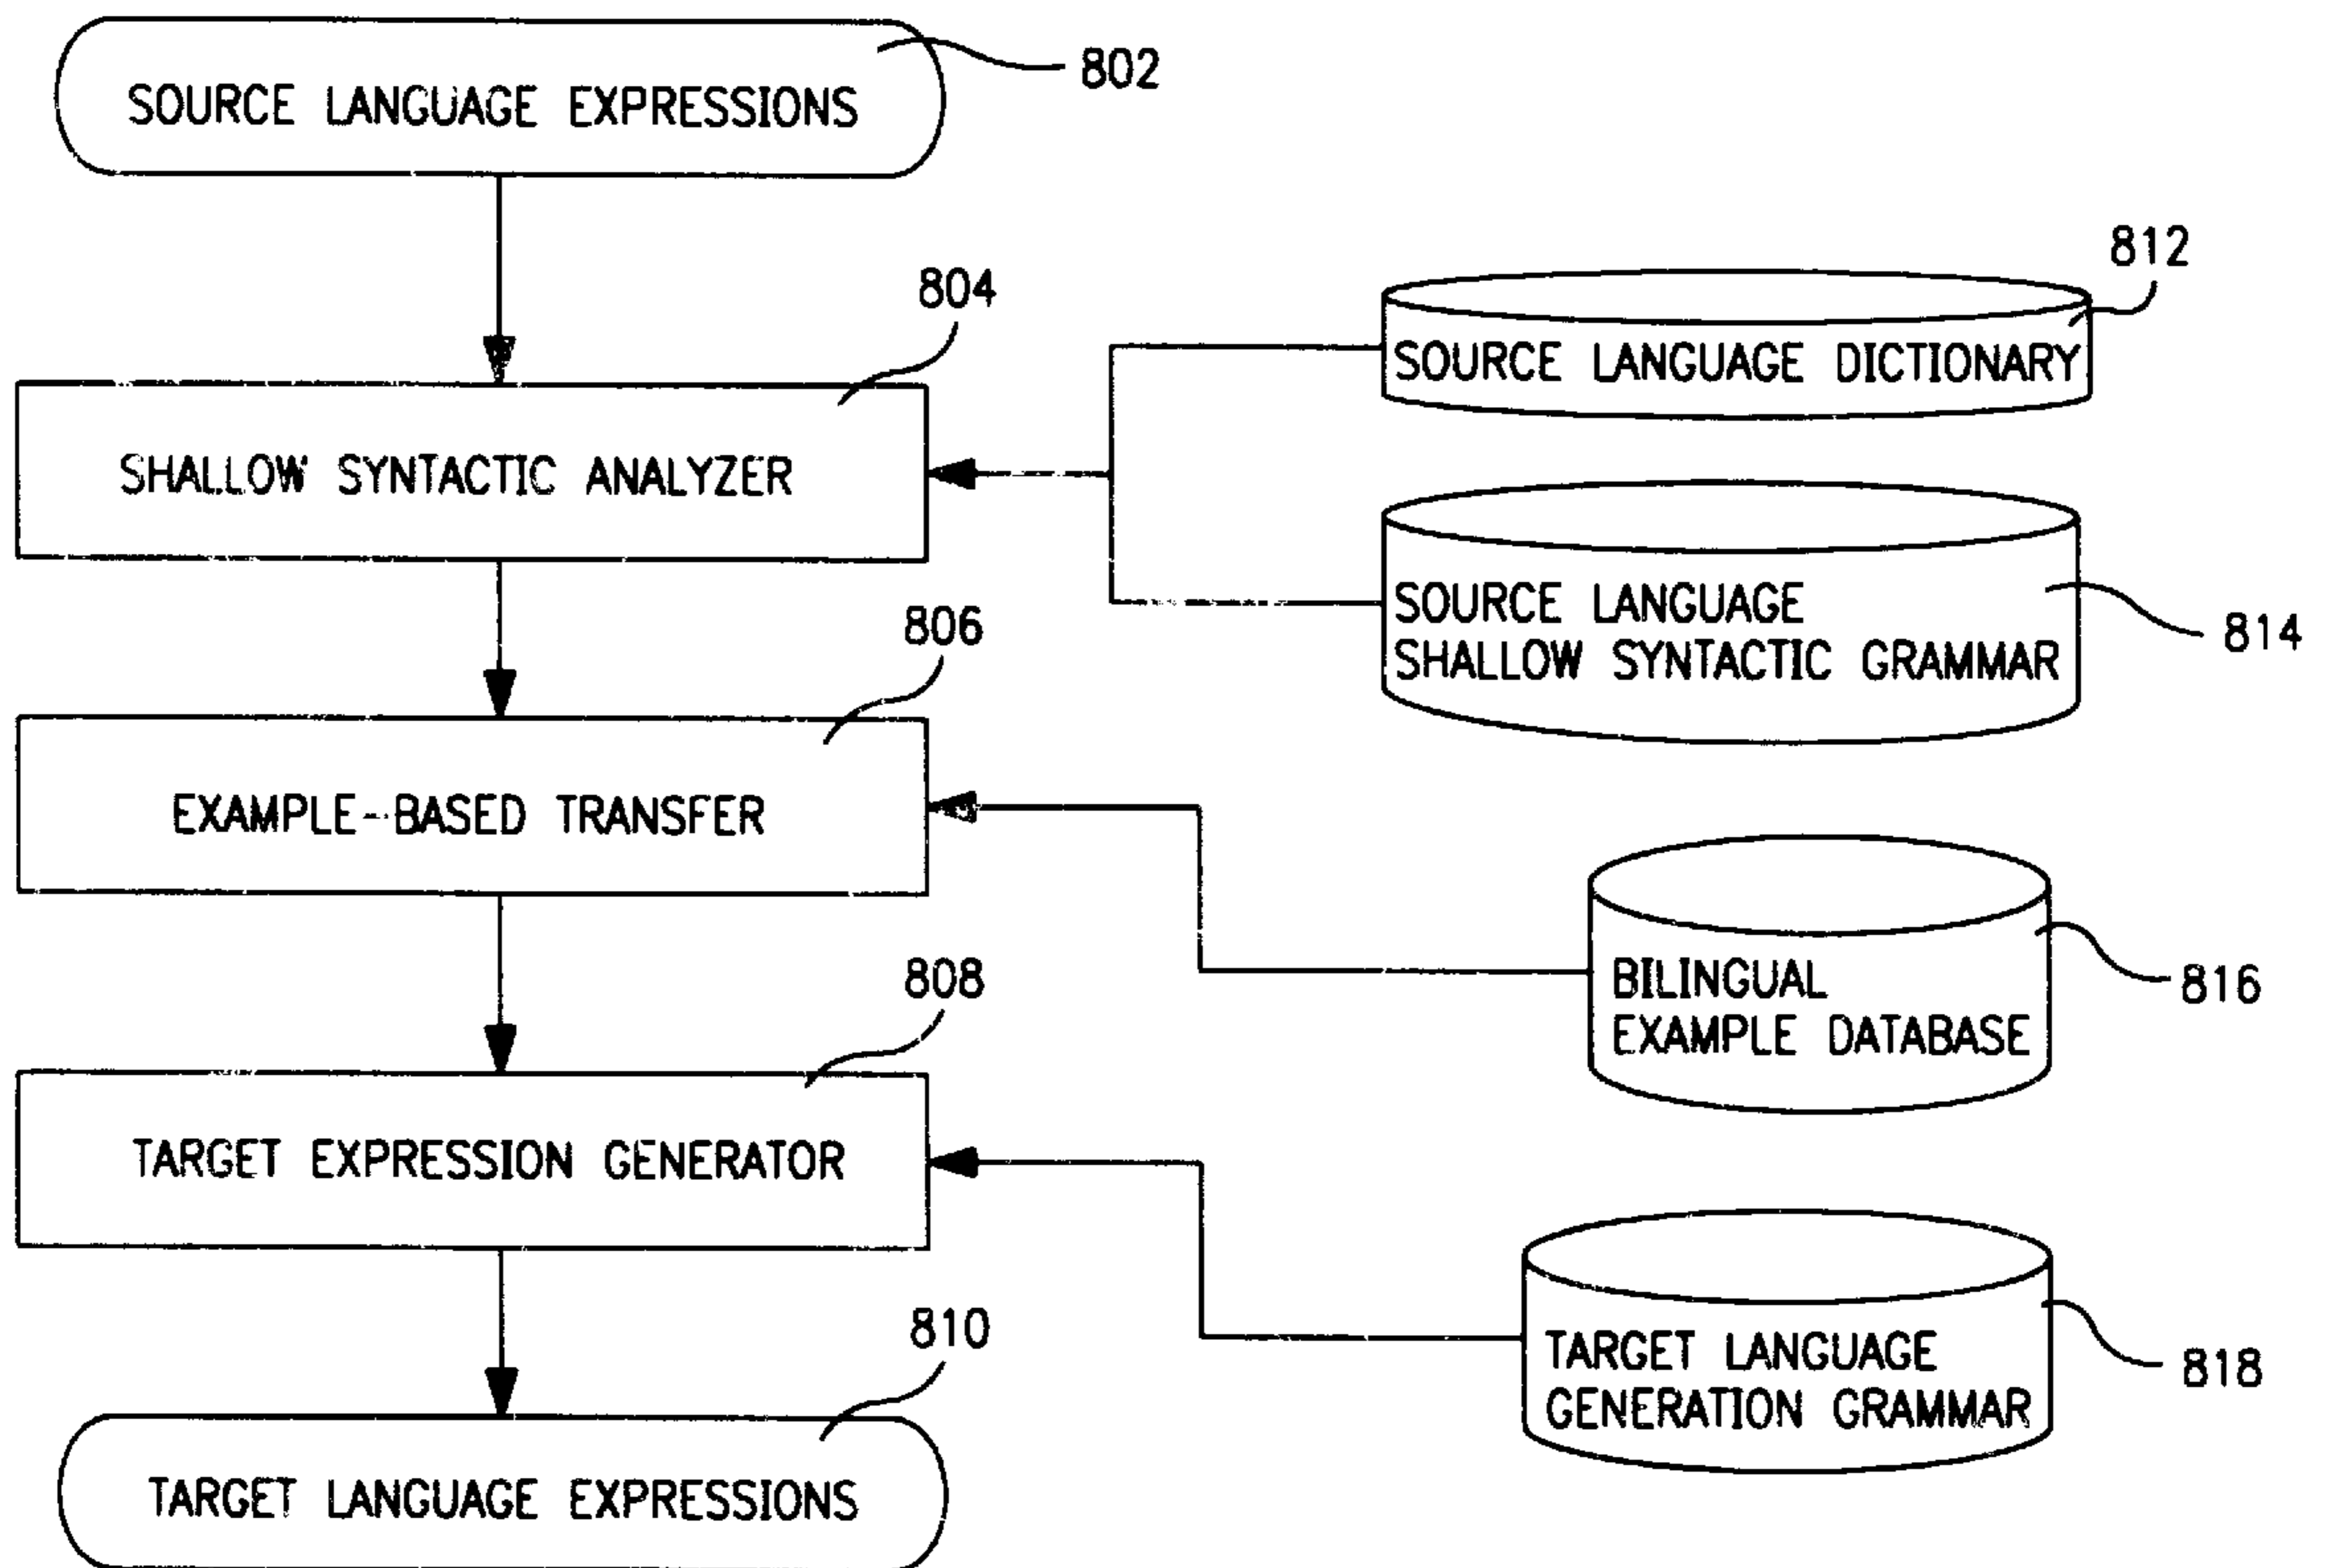 SOURCE LANGUAGE EXPRESSIONS
802
804
SHALLOW SYNTACTIC ANALYZER
812
SOURCE LANGUAGE DICTIONARY
SOURCE LANGUAGE
SHALLOW SYNTACTIC GRAMMAR
814
806
EXAMPLE-BASED TRANSFER
BILINGUAL
EXAMPLE DATABASE
816
808
TARGET EXPRESSION GENERATOR
TARGET LANGUAGE
GENERATION GRAMMAR
818
810
TARGET LANGUAGE EXPRESSIONS